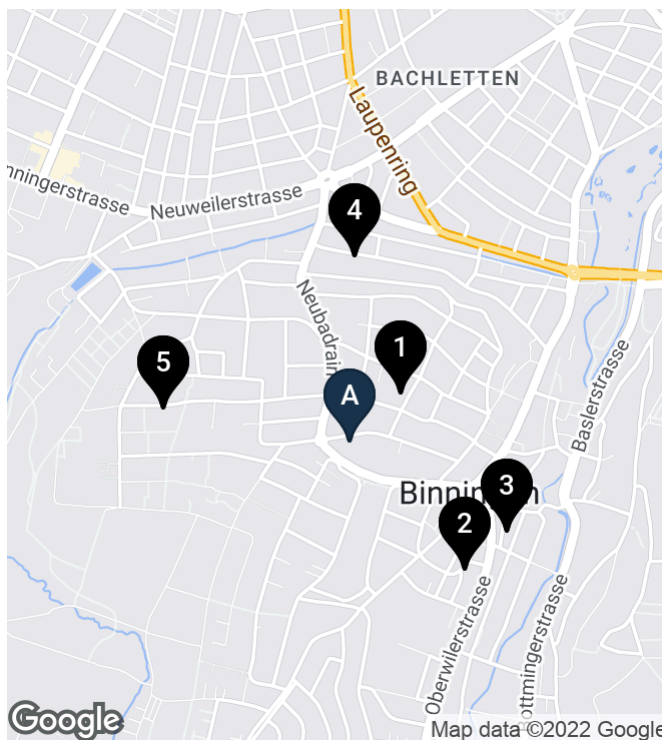 BACHLETTEN
Laupenring
nningerstrasse
Neuweilerstrasse
4
Neubadrain
1
5
A
Baslerstrasse
Binningen
3
2
Oberwilerstrasse
Bottmingerstrasse
Google
Map data ©2022 Google